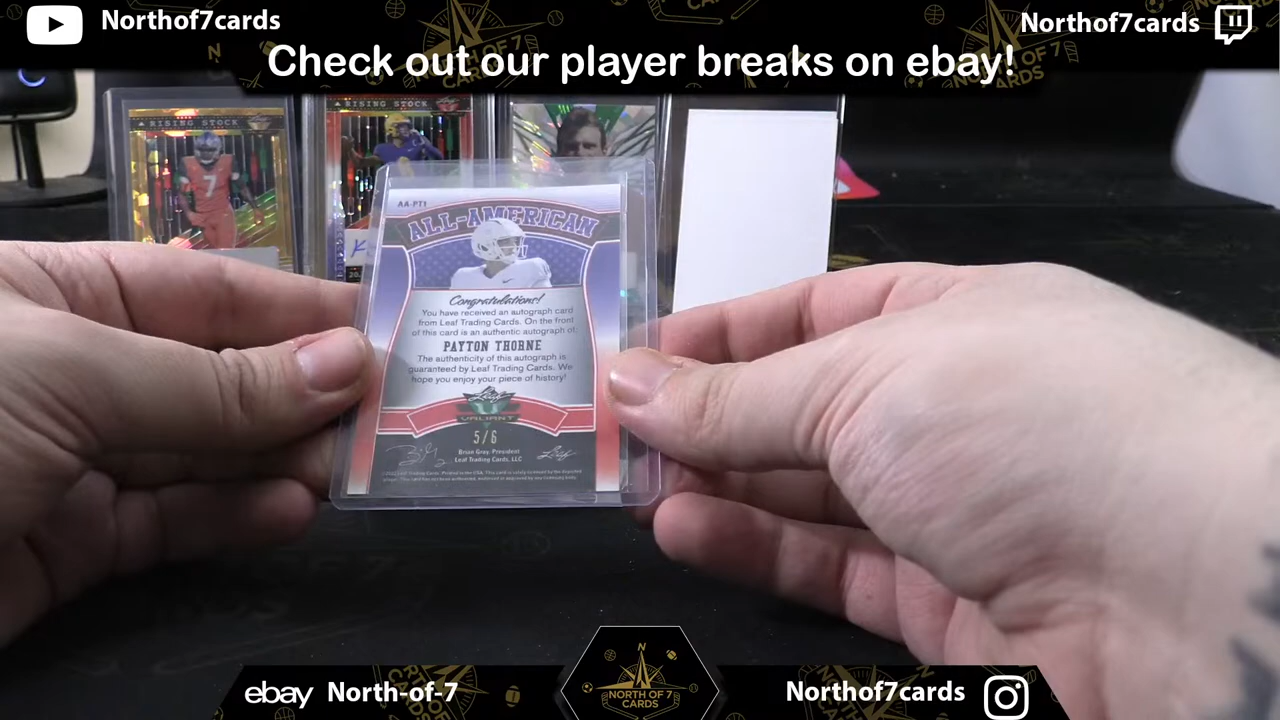 Northof7cards
Northof7cards
Check out our player breaks on ebay!
RISING STOCK
RISING STOCK
AA-PT1
ALL-AMERICAN
Congratulations!
You have received an autograph card
from Leaf Trading Cards. On the front
of this card is an authentic autograph of:
PAYTON THORNE
The authenticity of this autograph is
guaranteed by Leaf Trading Cards. We
hope you enjoy your piece of history!
Leaf
VALIANT
5/6
Brian Gray-President
Leaf Trading Cards, LLC
Leaf
ebay North-of-7
N
NORTH OF 7
CARDS
Northof7cards